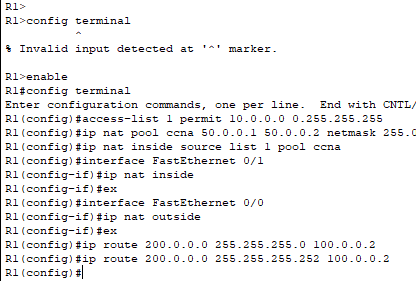 R1>
R1>config terminal
^
% Invalid input detected at '^' marker.
R1>enable
R1#config terminal
Enter configuration commands, one per line. End with CNTL/
R1(config)#access-list 1 permit 10.0.0.0 0.255.255.255
R1(config)#ip nat pool ccna 50.0.0.1 50.0.0.2 netmask 255.0
R1(config)#ip nat inside source list 1 pool ccna
R1(config)#interface FastEthernet 0/1
R1(config-if)#ip nat inside
R1(config-if)#ex
R1(config)#interface FastEthernet 0/0
R1(config-if)#ip nat outside
R1(config-if)#ex
R1(config)#ip route 200.0.0.0 255.255.255.0 100.0.0.2
R1(config)#ip route 200.0.0.0 255.255.255.252 100.0.0.2
R1(config)#